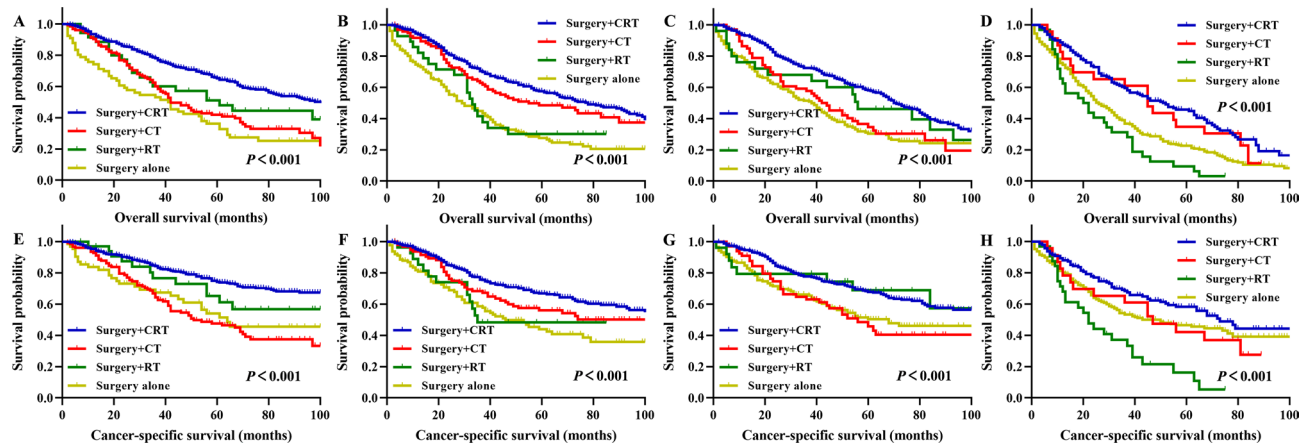 A
Survival probability
1.0
0.8
0.6
0.4
0.2
0.0
Surgery+CRT
Surgery+CT
Surgery+RT
Surgery alone
P < 0.001
0 20 40 60 80 100
Overall survival (months)
B
Survival probability
1.0
0.8
0.6
0.4
0.2
0.0
Surgery+CRT
Surgery+CT
Surgery+RT
Surgery alone
P < 0.001
0 20 40 60 80 100
Overall survival (months)
C
Survival probability
1.0
0.8
0.6
0.4
0.2
0.0
Surgery+CRT
Surgery+CT
Surgery+RT
Surgery alone
P < 0.001
0 20 40 60 80 100
Overall survival (months)
D
Survival probability
1.0
0.8
0.6
0.4
0.2
0.0
Surgery+CRT
Surgery+CT
Surgery+RT
Surgery alone
P < 0.001
0 20 40 60 80 100
Overall survival (months)
E
Survival probability
1.0
0.8
0.6
0.4
0.2
0.0
Surgery+CRT
Surgery+CT
Surgery+RT
Surgery alone
P < 0.001
0 20 40 60 80 100
Cancer-specific survival (months)
F
Survival probability
1.0
0.8
0.6
0.4
0.2
0.0
Surgery+CRT
Surgery+CT
Surgery+RT
Surgery alone
P < 0.001
0 20 40 60 80 100
Cancer-specific survival (months)
G
Survival probability
1.0
0.8
0.6
0.4
0.2
0.0
Surgery+CRT
Surgery+CT
Surgery+RT
Surgery alone
P < 0.001
0 20 40 60 80 100
Cancer-specific survival (months)
H
Survival probability
1.0
0.8
0.6
0.4
0.2
0.0
Surgery+CRT
Surgery+CT
Surgery+RT
Surgery alone
P < 0.001
0 20 40 60 80 100
Cancer-specific survival (months)